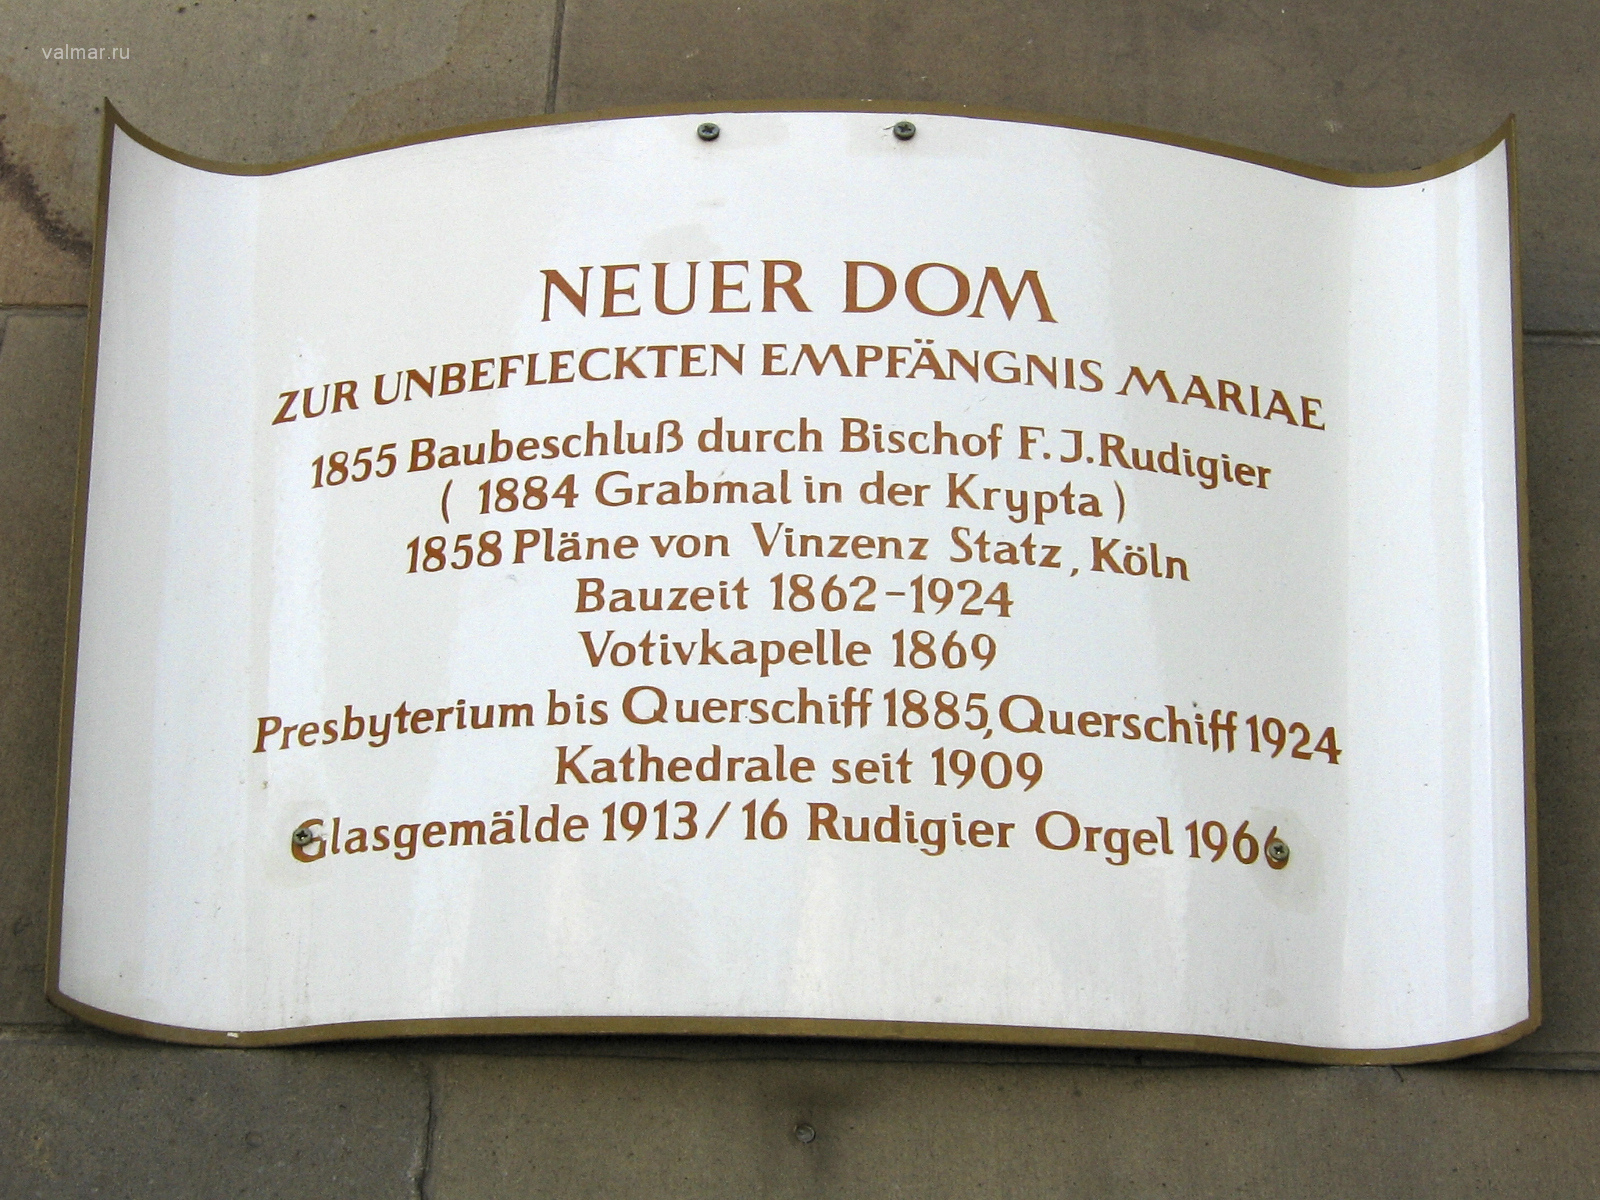 valmar.ru
NEUER DOM
ZUR UNBEFLECKTEN EMPFÄNGNIS MARIAE
1855 Baubeschluß durch Bischof F. J. Rudigier
( 1884 Grabmal in der Krypta )
1858 Pläne von Vinzenz Statz, Köln
Bauzeit 1862-1924
Votivkapelle 1869
Presbyterium bis Querschiff 1885, Querschiff 1924
Kathedrale seit 1909
Glasgemälde 1913/16 Rudigier Orgel 1966